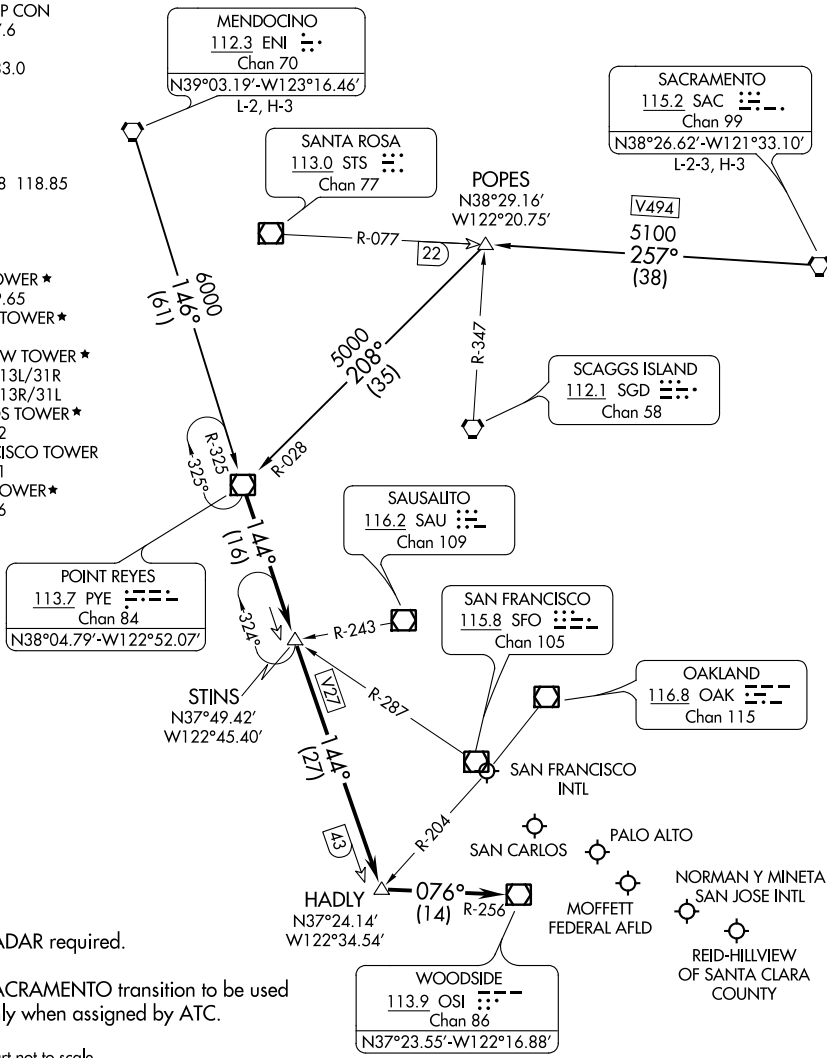 P CON
.6
33.0
8 118.85
OWER★
9.65
TOWER★
W TOWER★
13L/31R
13R/31L
OS TOWER★
2
CISCO TOWER
1
OWER★
6
MENDOCINO
112.3 ENI
Chan 70
N39°03.19'-W123°16.46'
L-2, H-3
SANTA ROSA
113.0 STS
Chan 77
SACRAMENTO
115.2 SAC
Chan 99
N38°26.62'-W121°33.10'
L-2-3, H-3
POPES
N38°29.16'
W122°20.75'
R-077
22
V494
5100
257°
(38)
6000
146°
(61)
5000
208°
(35)
R-347
SCAGGS ISLAND
112.1 SGD
Chan 58
R-325
325°
R-028
SAUSALITO
116.2 SAU
Chan 109
144°
(16)
POINT REYES
113.7 PYE
Chan 84
N38°04.79'-W122°52.07'
SAN FRANCISCO
115.8 SFO
Chan 105
R-243
324°
STINS
N37°49.42'
W122°45.40'
V27
R-287
OAKLAND
116.8 OAK
Chan 115
144°
(27)
SAN FRANCISCO
INTL
R-204
43
SAN CARLOS
PALO ALTO
HADLY
N37°24.14'
W122°34.54'
076°
(14)
R-256
MOFFETT
FEDERAL AFLD
NORMAN Y MINETA
SAN JOSE INTL
REID-HILLVIEW
OF SANTA CLARA
COUNTY
WOODSIDE
113.9 OSI
Chan 86
N37°23.55'-W122°16.88'
ADAR required.
ACRAMENTO transition to be used
ly when assigned by ATC.
art not to scale